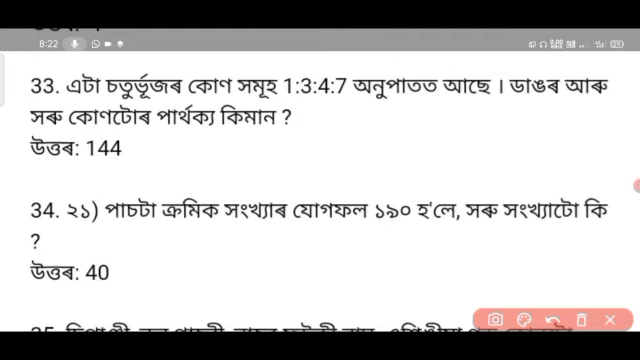 8:22
33. এটা চতুৰ্ভূজৰ কোণ সমূহ 1:3:4:7 অনুপাতত আছে । ডাঙৰ আৰু
সৰু কোণটোৰ পাৰ্থক্য কিমান ?
উত্তৰ: 144
34. ২১) পাচটা ক্ৰমিক সংখ্যাৰ যোগফল ১৯০ হ'লে, সৰু সংখ্যাটো কি
?
উত্তৰ: 40